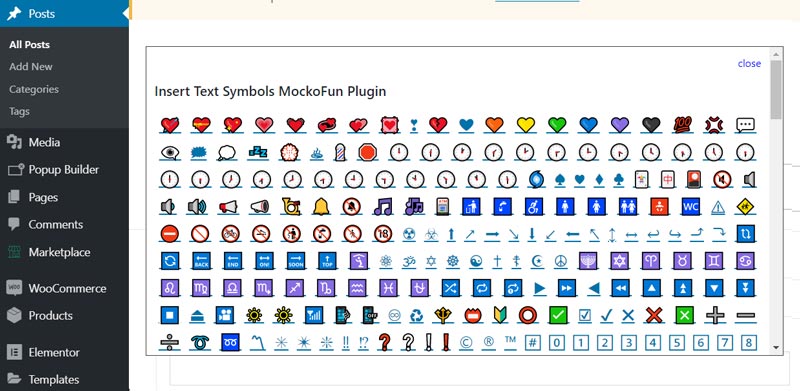 Posts
All Posts
Add New
Categories
Tags
Media
Popup Builder
Pages
Comments
Marketplace
WooCommerce
Products
Elementor
Templates
close
Insert Text Symbols MockoFun Plugin
💯
WC
BACK END ON! SOON TOP
18
© ® ™ # 0 1 2 3 4 5 6 7 8